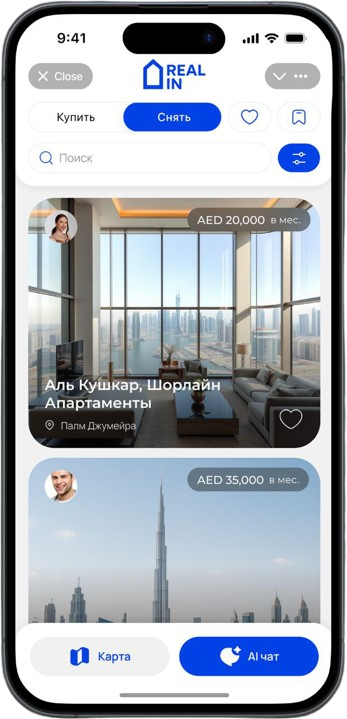 9:41
Close
REAL
IN
Купить
Снять
Поиск
AED 20,000 в мес.
Аль Кушкар, Шорлайн
Апартаменты
Палм Джумейра
AED 35,000 в мес.
Карта
AI чат